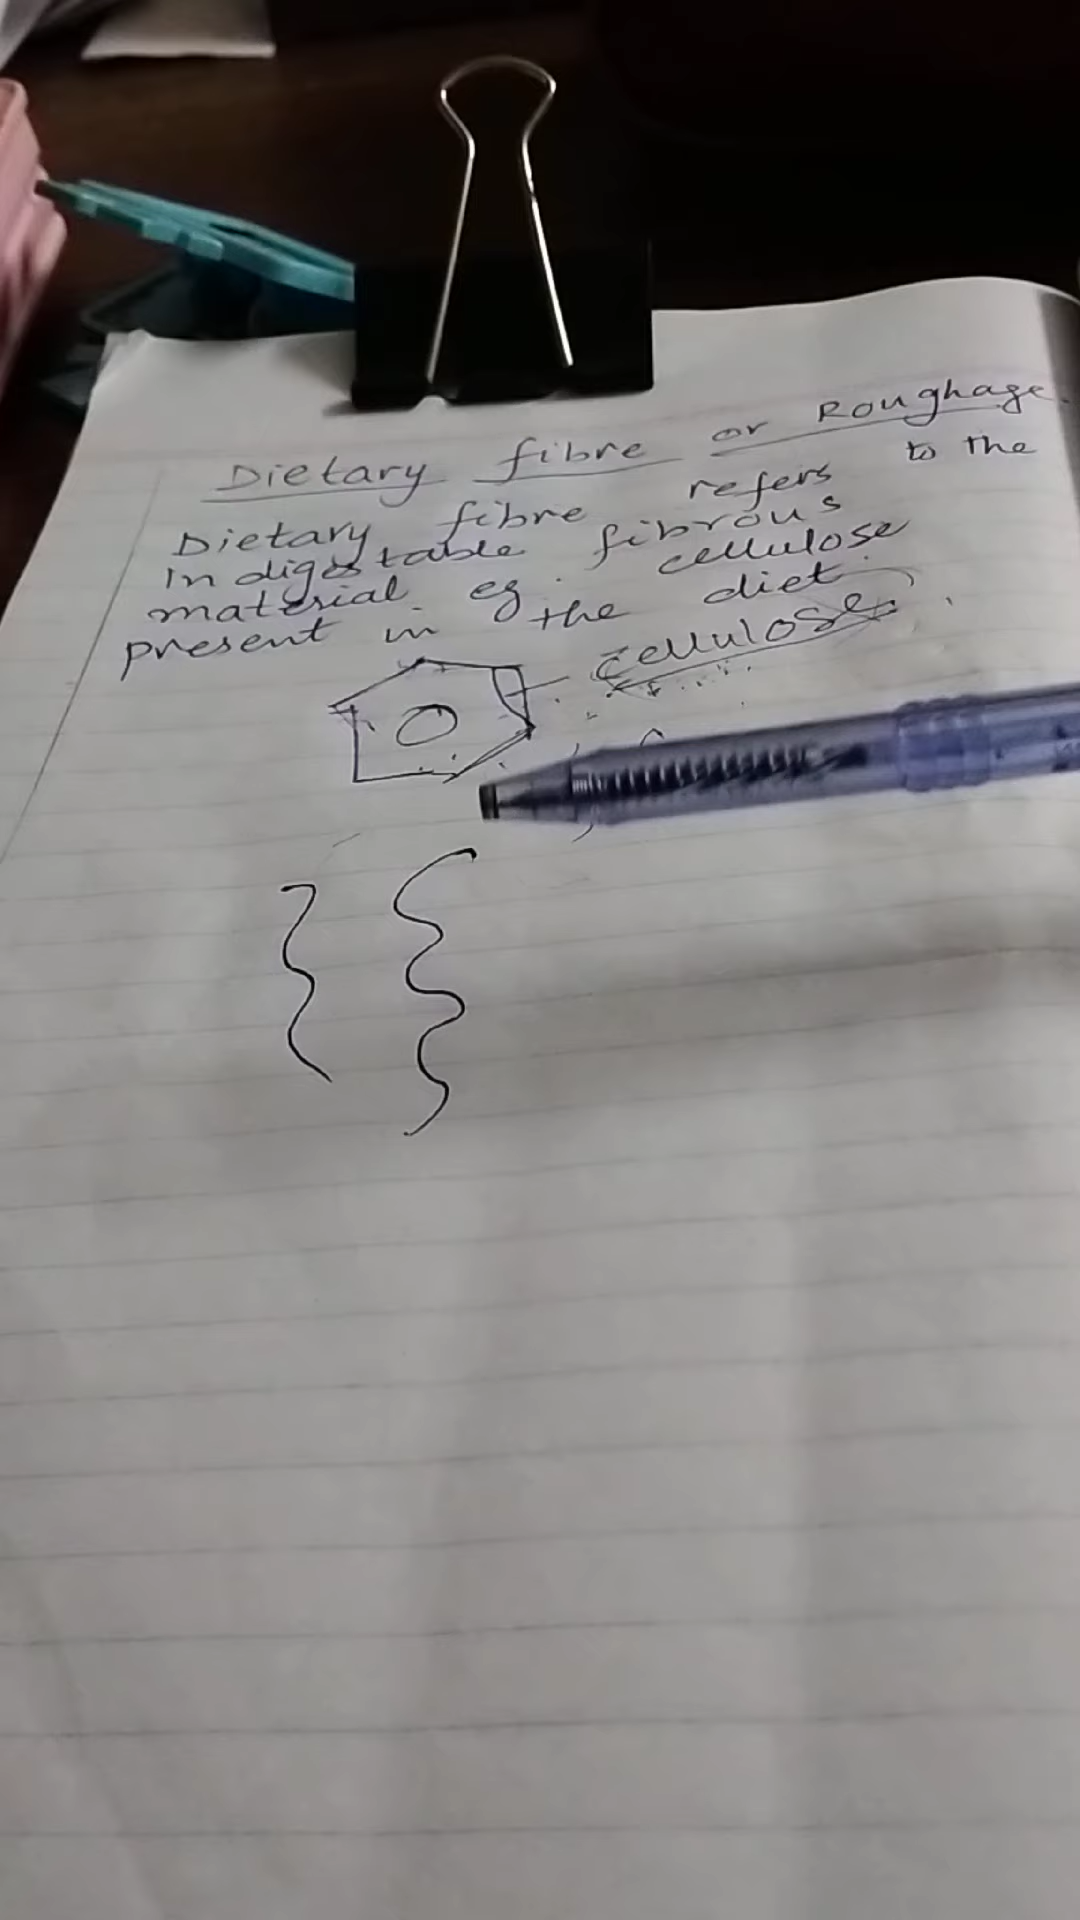 Dietary fibre or Roughage.
Dietary fibre refers to the
indigestable fibrous
material eg. cellulose
present in the diet.
cellulose